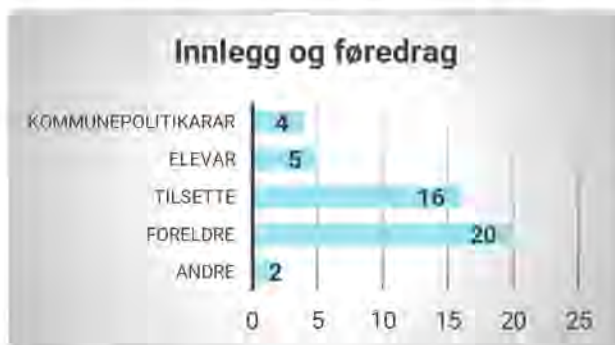 Innlegg og føredrag
KOMMUNEPOLITIKARAR 4
ELEVAR 5
TILSETTE 16
FORELDRE 20
ANDRE 2
0 5 10 15 20 25